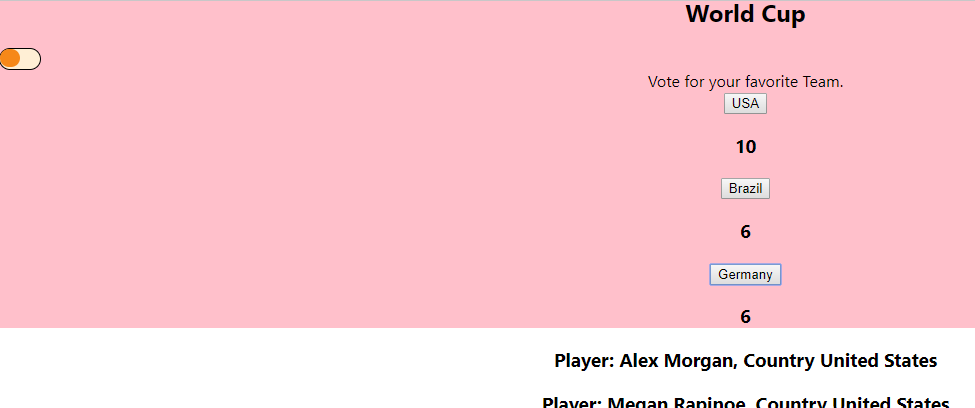 World Cup
Vote for your favorite Team.
USA
10
Brazil
6
Germany
6
Player: Alex Morgan, Country United States
Player: Megan Rapinoe, Country United States